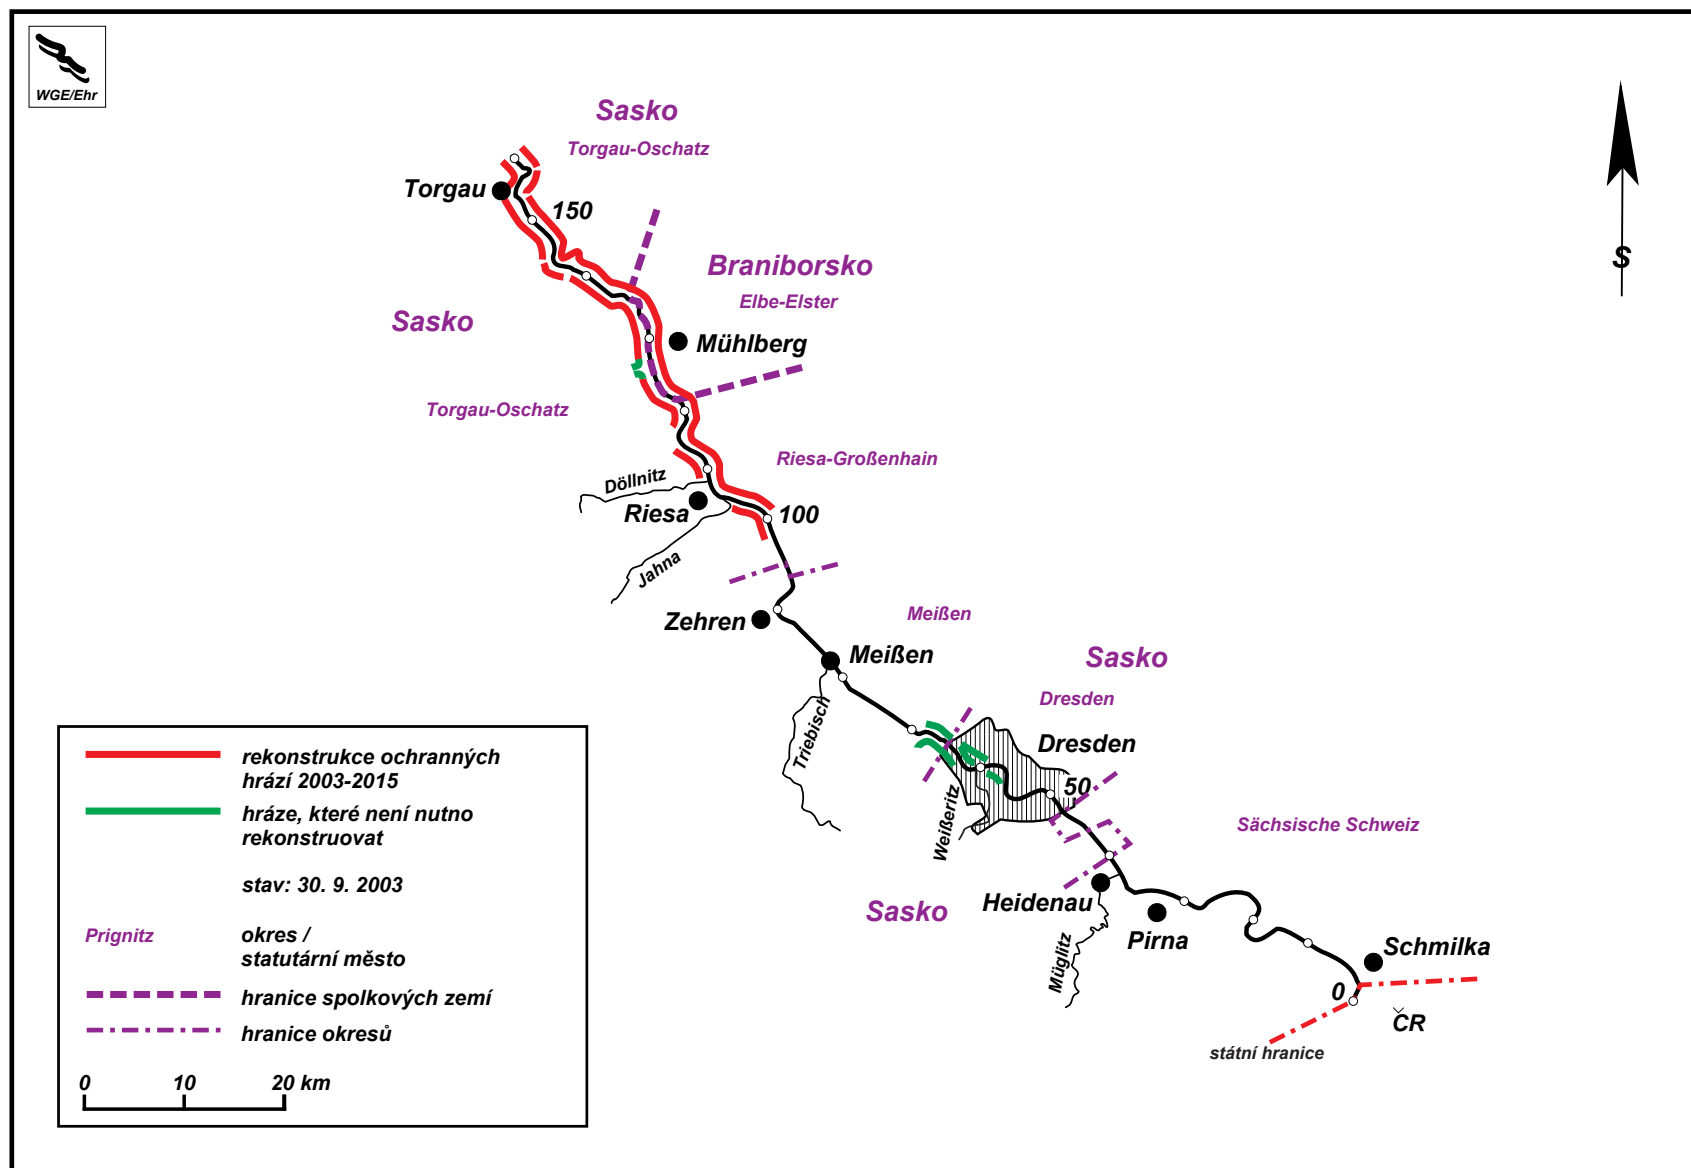 WGE/Ehr
Sasko
Torgau-Oschatz
Torgau
150
S
Braniborsko
Elbe-Elster
Sasko
Mühlberg
Torgau-Oschatz
Riesa-Großenhain
Döllnitz
Riesa
100
Jahna
Zehren
Meißen
Meißen
Sasko
Dresden
Triebisch
Dresden
50
Weißeritz
Sächsische Schweiz
Sasko
Heidenau
Pirna
Müglitz
Schmilka
0
ČR
státní hranice
rekonstrukce ochranných
hrází 2003-2015
hráze, které není nutno
rekonstruovat
stav: 30. 9. 2003
Prignitz
okres /
statutární město
hranice spolkových zemí
hranice okresů
0 10 20 km